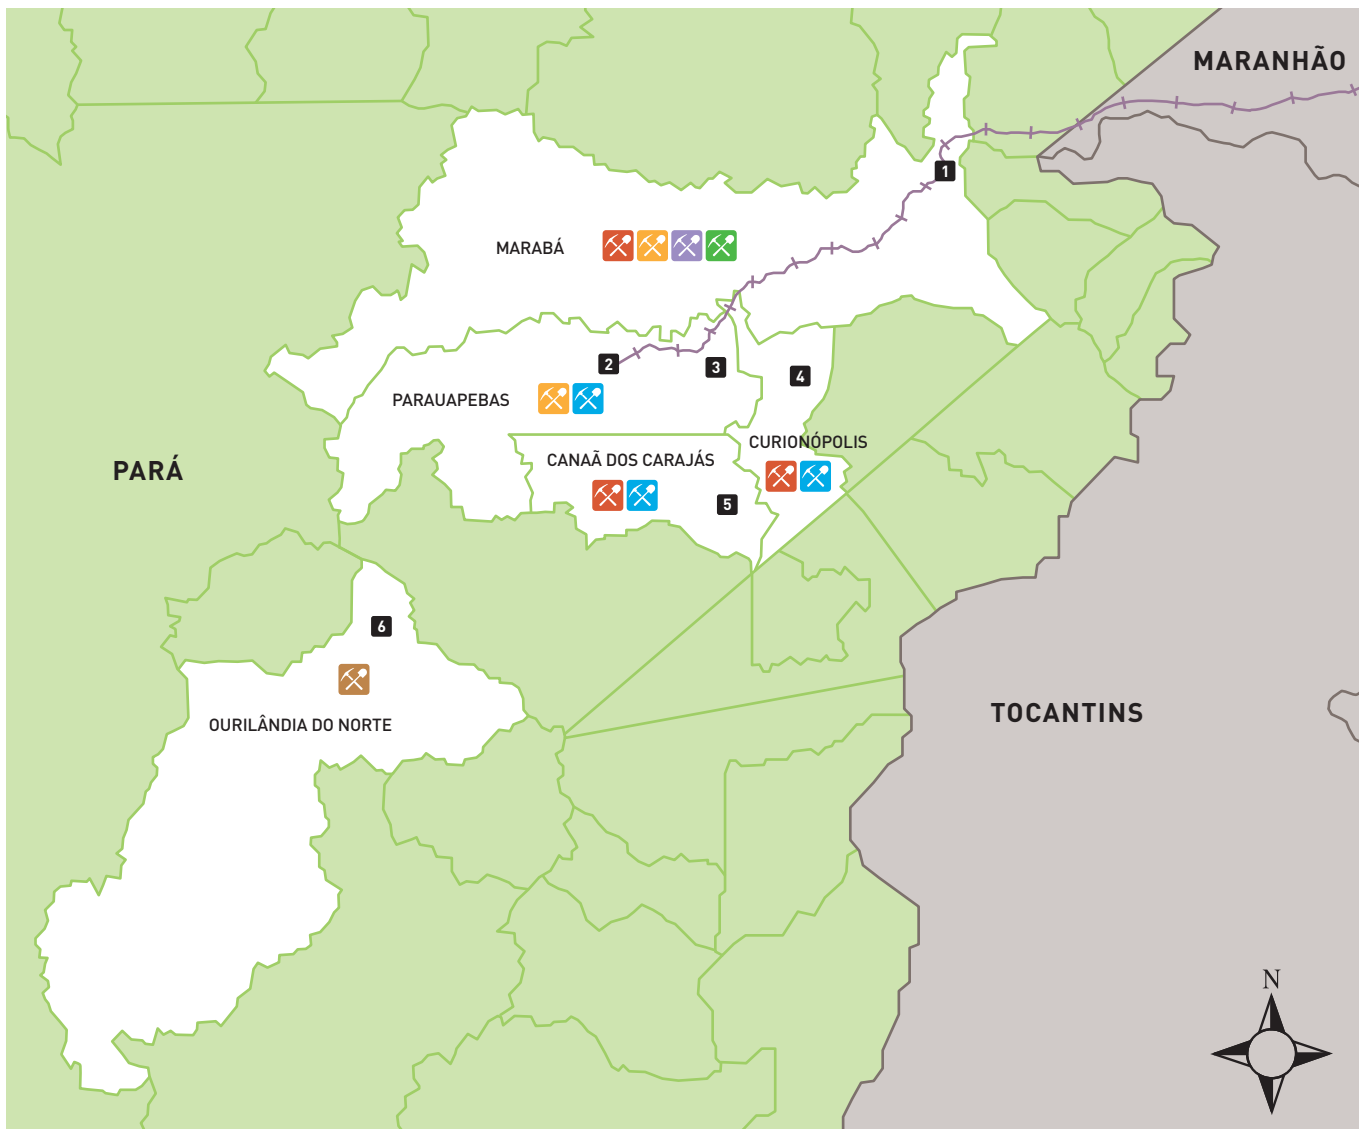 MARANHÃO
1
MARABÁ
2
3
4
PARAUAPEBAS
CURIONÓPOLIS
CANAÃ DOS CARAJÁS
PARÁ
5
6
TOCANTINS
OURILÂNDIA DO NORTE
N